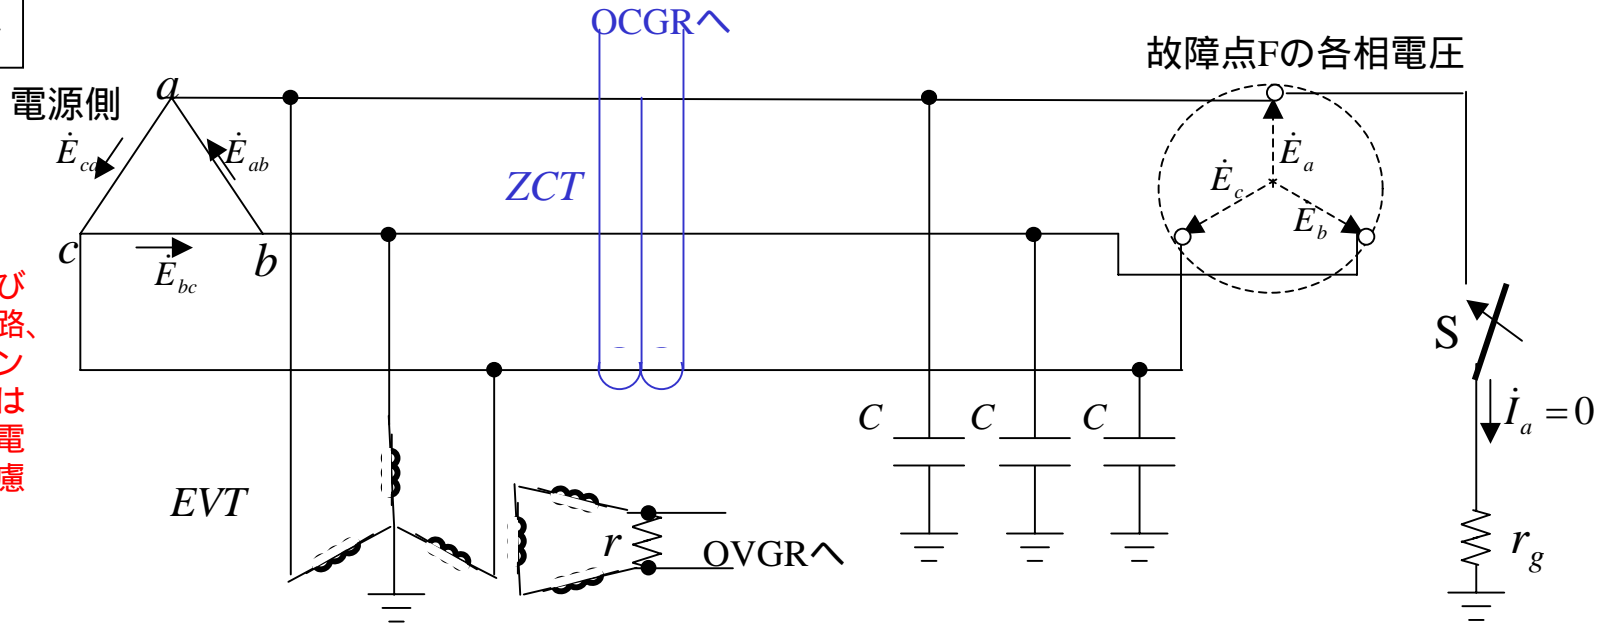 OCGRへ
故障点Fの各相電圧
電源側
a
Ė_ca
Ė_ab
ZCT
Ė_a
Ė_c
Ė_b
c
b
Ė_bc
び
路、
ン
は
電
慮
S
C
C
C
İ_a = 0
EVT
r
OVGRへ
r_g